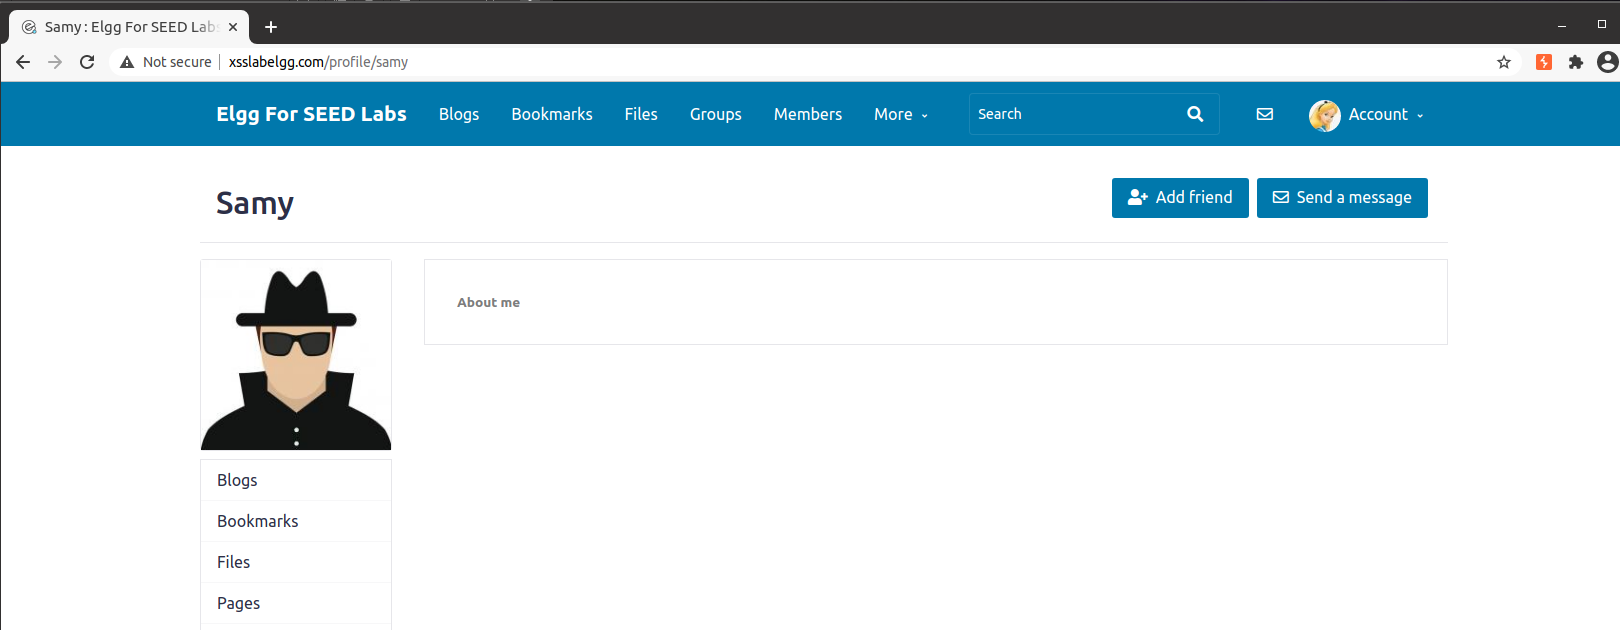 Samy : Elgg For SEED Labs
Not secure xsslabelgg.com/profile/samy
Elgg For SEED Labs Blogs Bookmarks Files Groups Members More Search Account
Samy Add friend Send a message
About me
Blogs
Bookmarks
Files
Pages